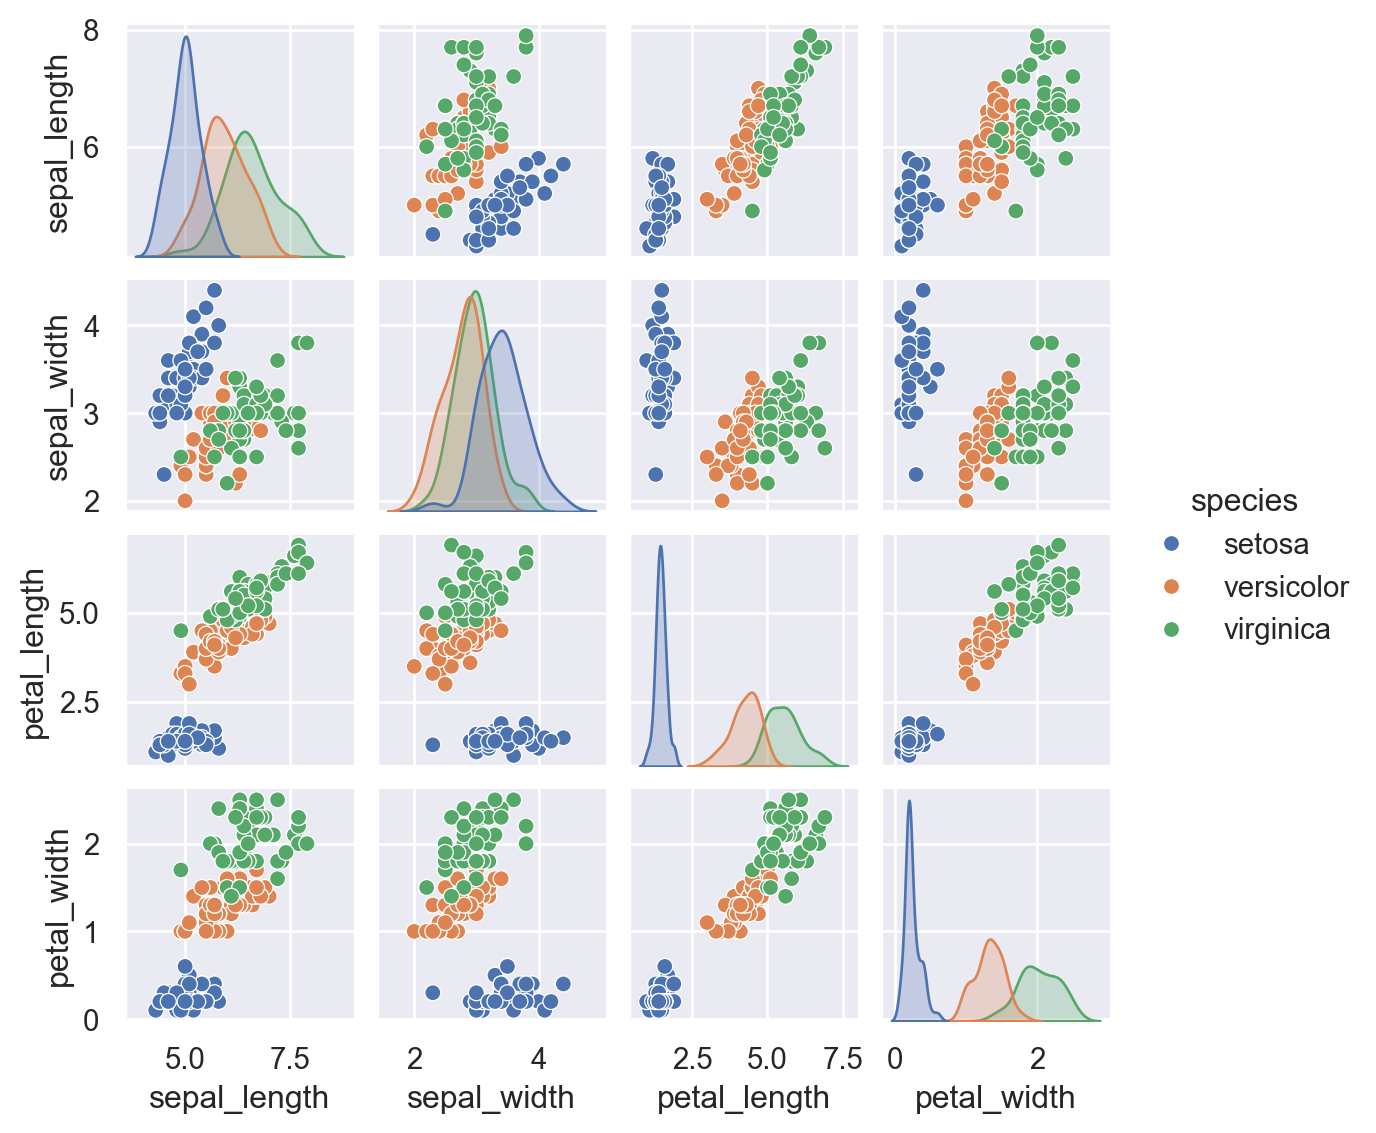 8
6
sepal_length
4
3
2
sepal_width
5.0
2.5
petal_length
2
1
0
petal_width
5.0 7.5
sepal_length
2 4
sepal_width
2.5 5.0 7.5
petal_length
0 2
petal_width
species
setosa
versicolor
virginica